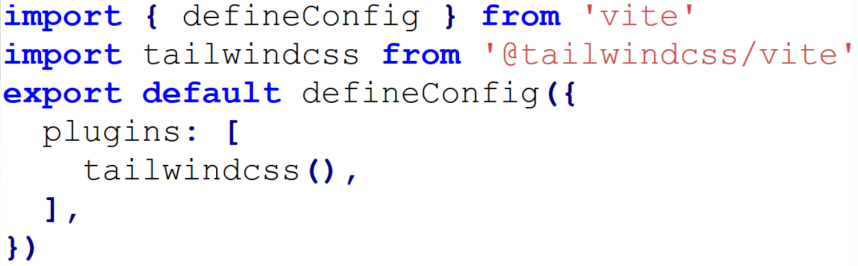 import { defineConfig } from 'vite'
import tailwindcss from '@tailwindcss/vite'
export default defineConfig({
  plugins: [
    tailwindcss(),
  ],
})